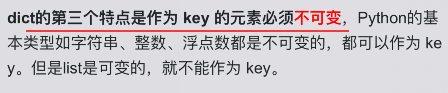 dict的第三个特点是作为 key 的元素必须不可变，Python的基
本类型如字符串、整数、浮点数都是不可变的，都可以作为 ke
y。但是list是可变的，就不能作为 key。